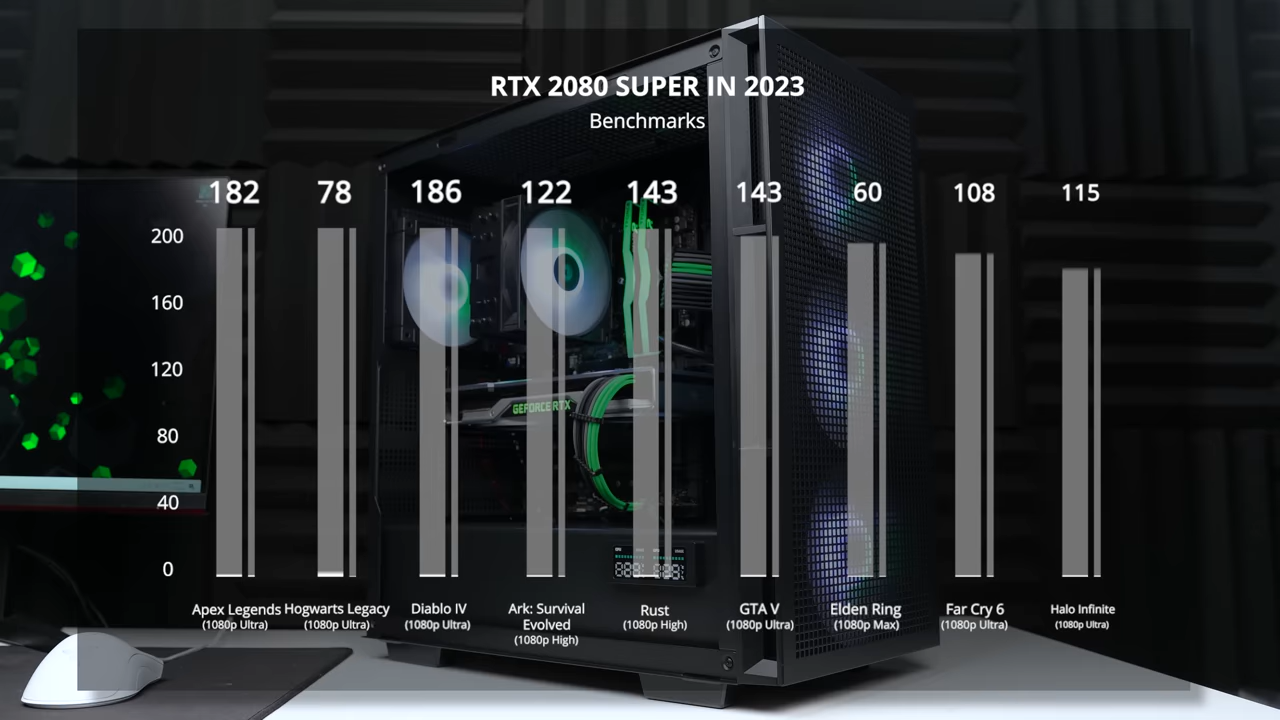 RTX 2080 SUPER IN 2023
Benchmarks
182 78 186 122 143 143 60 108 115
200
160
120
80
40
0
GEFORCE RTX
Apex Legends
(1080p Ultra)
Hogwarts Legacy
(1080p Ultra)
Diablo IV
(1080p Ultra)
Ark: Survival
Evolved
(1080p High)
Rust
(1080p High)
GTA V
(1080p Ultra)
Elden Ring
(1080p Max)
Far Cry 6
(1080p Ultra)
Halo Infinite
(1080p Ultra)